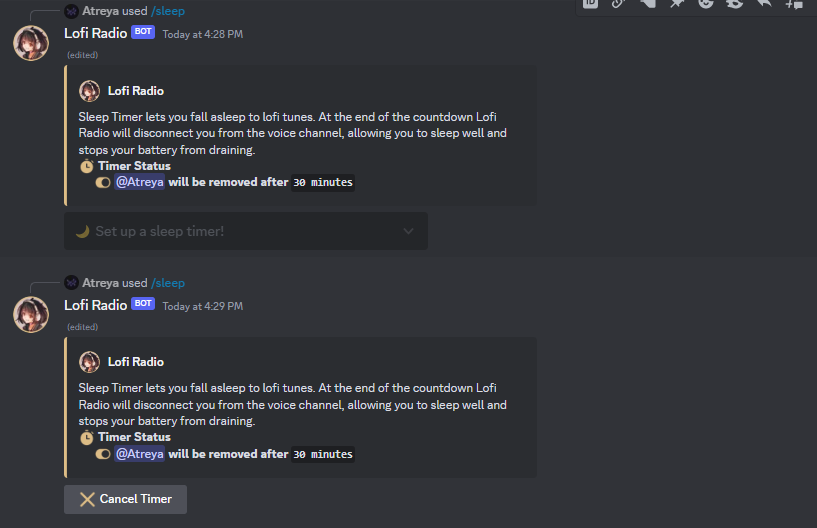 Atreya used /sleep
Lofi Radio BOT Today at 4:28 PM
(edited)
Lofi Radio
Sleep Timer lets you fall asleep to lofi tunes. At the end of the countdown Lofi
Radio will disconnect you from the voice channel, allowing you to sleep well and
stops your battery from draining.
Timer Status
@Atreya will be removed after 30 minutes
Set up a sleep timer!
Atreya used /sleep
Lofi Radio BOT Today at 4:29 PM
(edited)
Lofi Radio
Sleep Timer lets you fall asleep to lofi tunes. At the end of the countdown Lofi
Radio will disconnect you from the voice channel, allowing you to sleep well and
stops your battery from draining.
Timer Status
@Atreya will be removed after 30 minutes
Cancel Timer